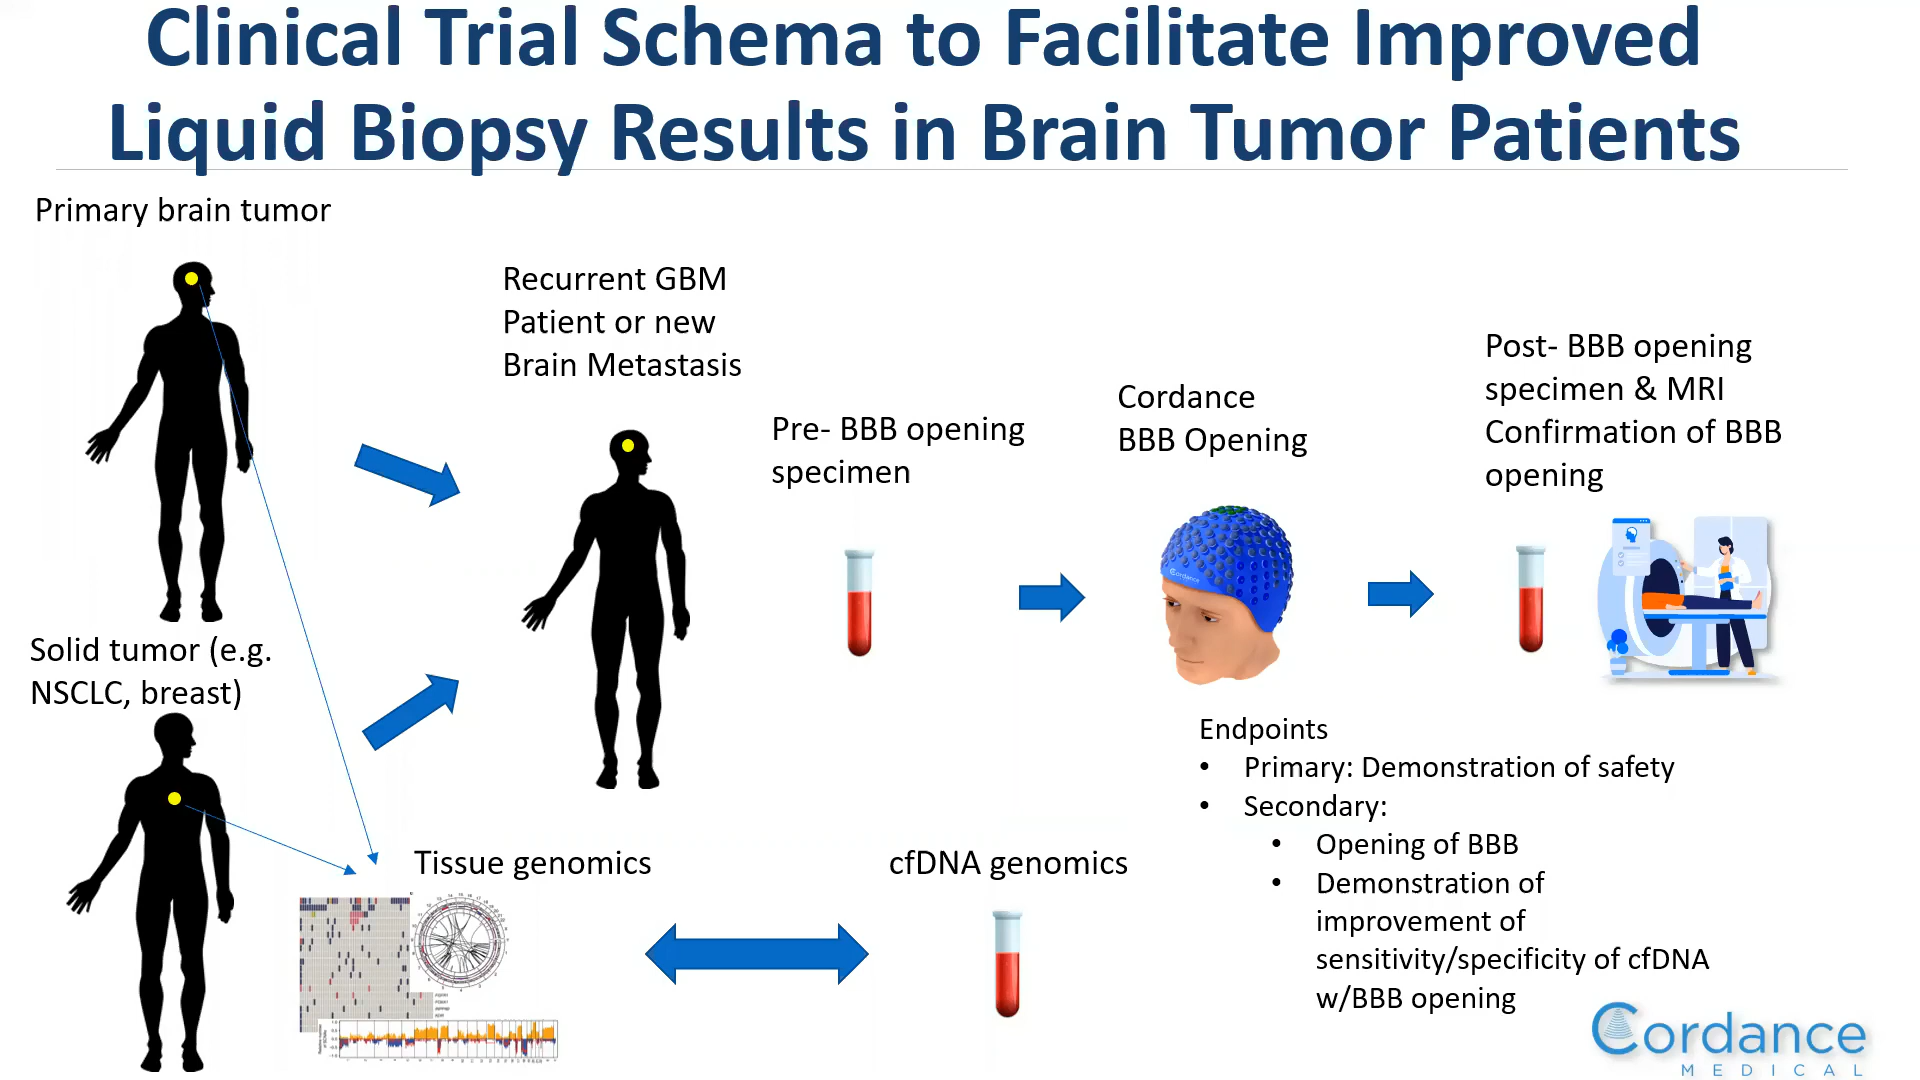 Clinical Trial Schema to Facilitate Improved
Liquid Biopsy Results in Brain Tumor Patients
Primary brain tumor
Recurrent GBM
Patient or new
Brain Metastasis
Pre- BBB opening
specimen
Cordance
BBB Opening
Post- BBB opening
specimen & MRI
Confirmation of BBB
opening
Cordance
Solid tumor (e.g.
NSCLC, breast)
Endpoints
• Primary: Demonstration of safety
• Secondary:
• Opening of BBB
• Demonstration of
improvement of
sensitivity/specificity of cfDNA
w/BBB opening
Tissue genomics
cfDNA genomics
Cordance
MEDICAL